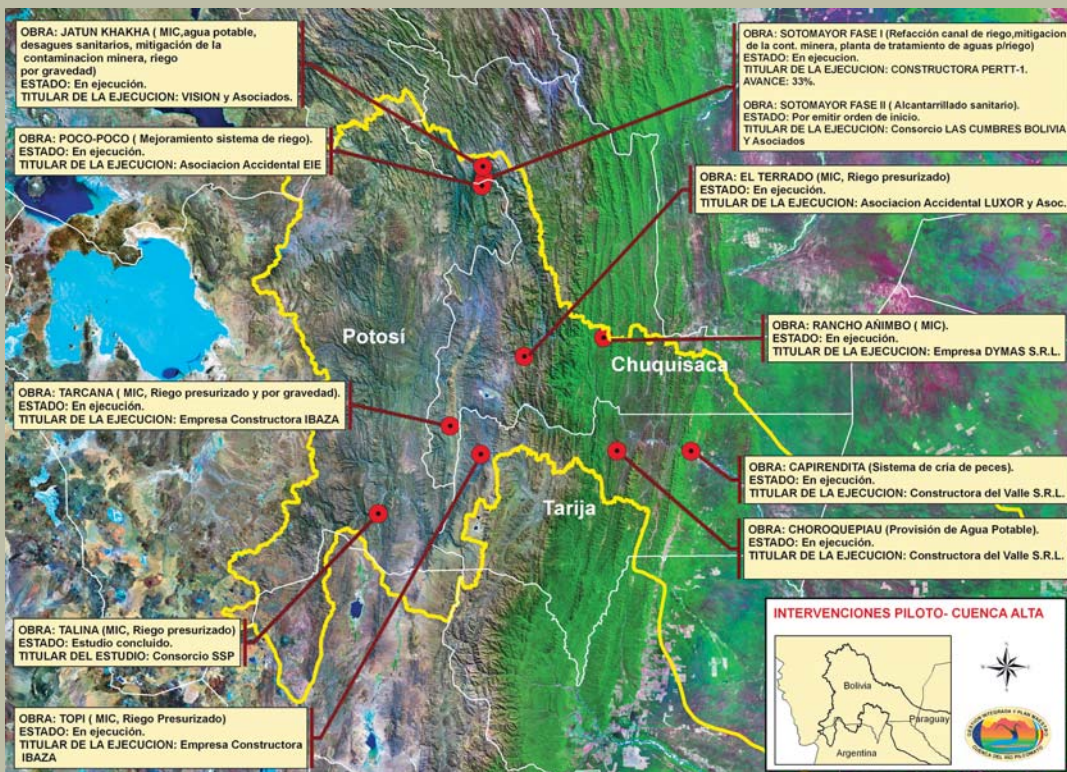 OBRA: JATUN KHAKHA ( MIC,agua potable,
desagues sanitarios, mitigación de la
contaminacion minera, riego
por gravedad)
ESTADO: En ejecución.
TITULAR DE LA EJECUCION: VISION y Asociados.
OBRA: POCO-POCO ( Mejoramiento sistema de riego).
ESTADO: En ejecución.
TITULAR DE LA EJECUCION: Asociacion Accidental EIE
OBRA: SOTOMAYOR FASE I (Refacción canal de riego,mitigacion
de la cont. minera, planta de tratamiento de aguas p/riego)
ESTADO: En ejecucion.
TITULAR DE LA EJECUCION: CONSTRUCTORA PERTT-1.
AVANCE: 33%.
OBRA: SOTOMAYOR FASE II ( Alcantarrillado sanitario).
ESTADO: Por emitir orden de inicio.
TITULAR DE LA EJECUCION: Consorcio LAS CUMBRES BOLIVIA
Y Asociados
OBRA: EL TERRADO (MIC, Riego presurizado)
ESTADO: En ejecución.
TITULAR DE LA EJECUCION: Asociacion Accidental LUXOR y Asoc.
Potosí
Chuquisaca
OBRA: RANCHO AÑIMBO ( MIC).
ESTADO: En ejecución.
TITULAR DE LA EJECUCION: Empresa DYMAS S.R.L.
OBRA: TARCANA ( MIC, Riego presurizado y por gravedad).
ESTADO: En ejecución.
TITULAR DE LA EJECUCION: Empresa Constructora IBAZA
OBRA: CAPIRENDITA (Sistema de cría de peces).
ESTADO: En ejecución.
TITULAR DE LA EJECUCION: Constructora del Valle S.R.L.
Tarija
OBRA: CHOROQUEPIAU (Provisión de Agua Potable).
ESTADO: En ejecución.
TITULAR DE LA EJECUCION: Constructora del Valle S.R.L.
OBRA: TALINA (MIC, Riego presurizado)
ESTADO: Estudio concluido.
TITULAR DEL ESTUDIO: Consorcio SSP
OBRA: TOPI ( MIC, Riego Presurizado)
ESTADO: En ejecución.
TITULAR DE LA EJECUCION: Empresa Constructora
IBAZA
INTERVENCIONES PILOTO- CUENCA ALTA
Bolivia
Paraguay
Argentina
GESTIÓN INTEGRADA Y PLAN MAESTRO
CUENCA DEL RÍO PILCOMAYO